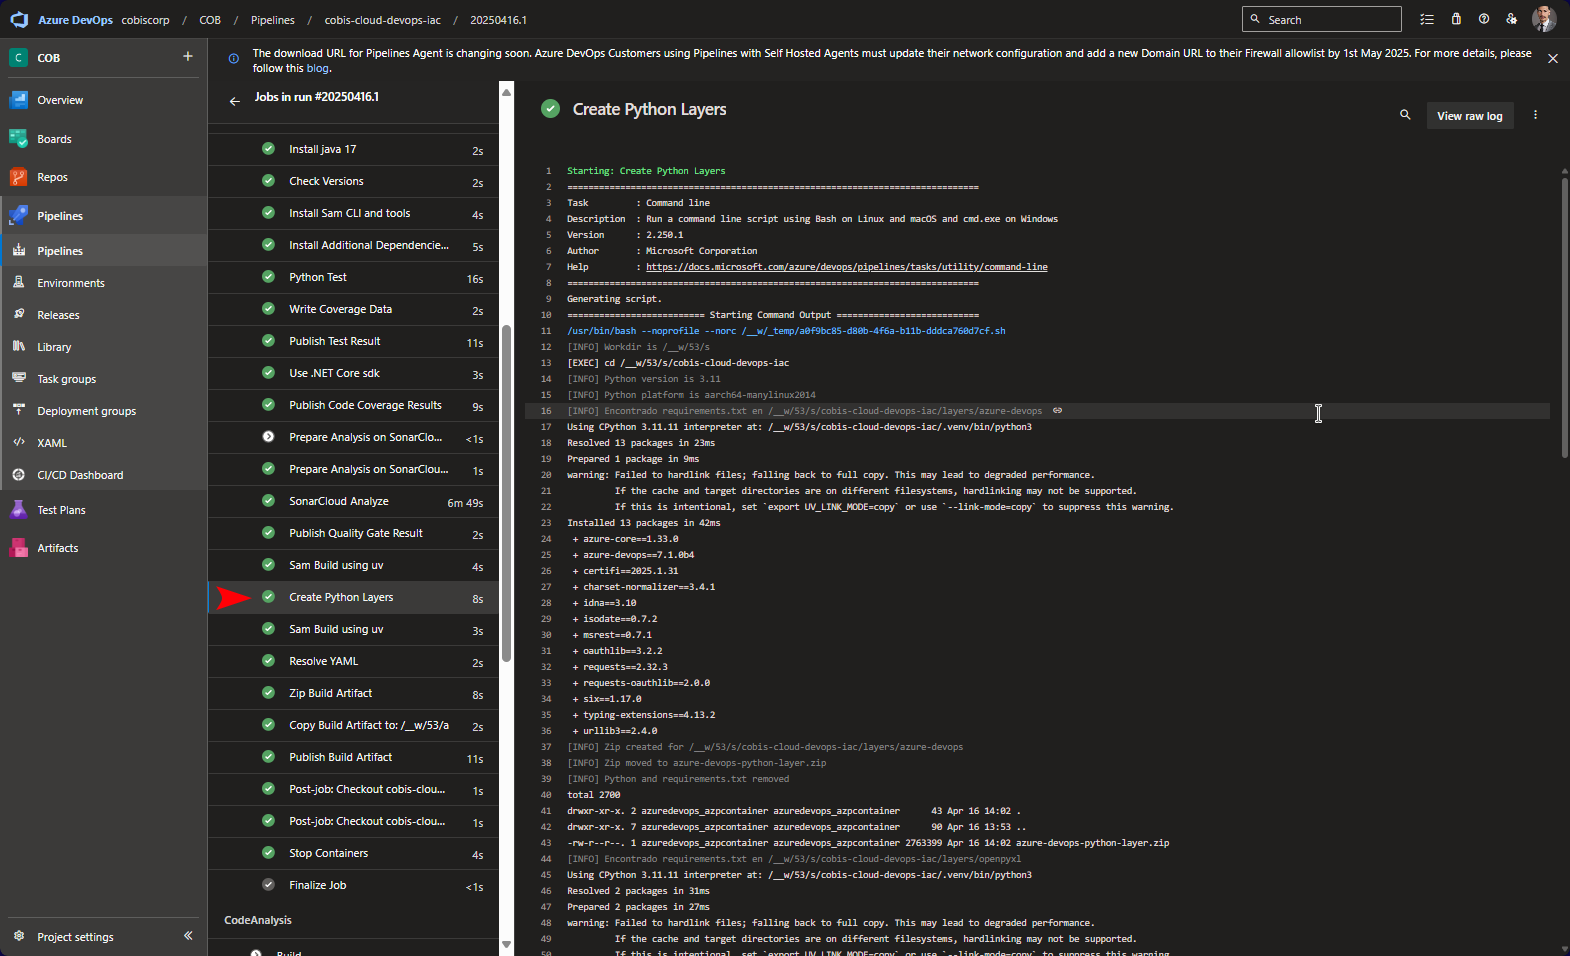 Azure DevOps cobiscorp / COB / Pipelines / cobis-cloud-devops-iac / 20250416.1
Search
The download URL for Pipelines Agent is changing soon. Azure DevOps Customers using Pipelines with Self Hosted Agents must update their network configuration and add a new Domain URL to their Firewall allowlist by 1st May 2025. For more details, please
follow this blog.
C COB
Overview
Boards
Repos
Pipelines
Pipelines
Environments
Releases
Library
Task groups
Deployment groups
XAML
CI/CD Dashboard
Test Plans
Artifacts
Project settings
Jobs in run #20250416.1
Install java 17 2s
Check Versions 2s
Install Sam CLI and tools 4s
Install Additional Dependencie... 5s
Python Test 16s
Write Coverage Data 2s
Publish Test Result 11s
Use .NET Core sdk 3s
Publish Code Coverage Results 9s
Prepare Analysis on SonarClo... <1s
Prepare Analysis on SonarClou... 1s
SonarCloud Analyze 6m 49s
Publish Quality Gate Result 2s
Sam Build using uv 4s
Create Python Layers 8s
Sam Build using uv 3s
Resolve YAML 2s
Zip Build Artifact 8s
Copy Build Artifact to: /__w/53/a 2s
Publish Build Artifact 11s
Post-job: Checkout cobis-clou... 1s
Post-job: Checkout cobis-clou... 1s
Stop Containers 4s
Finalize Job <1s
CodeAnalysis
Build
Create Python Layers
View raw log
1 Starting: Create Python Layers
2 ==============================================================================
3 Task : Command line
4 Description : Run a command line script using Bash on Linux and macOS and cmd.exe on Windows
5 Version : 2.250.1
6 Author : Microsoft Corporation
7 Help : https://docs.microsoft.com/azure/devops/pipelines/tasks/utility/command-line
8 ==============================================================================
9 Generating script.
10 ========================== Starting Command Output ===========================
11 /usr/bin/bash --noprofile --norc /__w/_temp/a0f9bc85-d80b-4f6a-b11b-dddca760d7cf.sh
12 [INFO] Workdir is /__w/53/s
13 [EXEC] cd /__w/53/s/cobis-cloud-devops-iac
14 [INFO] Python version is 3.11
15 [INFO] Python platform is aarch64-manylinux2014
16 [INFO] Encontrado requirements.txt en /__w/53/s/cobis-cloud-devops-iac/layers/azure-devops
17 Using CPython 3.11.11 interpreter at: /__w/53/s/cobis-cloud-devops-iac/.venv/bin/python3
18 Resolved 13 packages in 23ms
19 Prepared 1 package in 9ms
20 warning: Failed to hardlink files; falling back to full copy. This may lead to degraded performance.
21 If the cache and target directories are on different filesystems, hardlinking may not be supported.
22 If this is intentional, set `export UV_LINK_MODE=copy` or use `--link-mode=copy` to suppress this warning.
23 Installed 13 packages in 42ms
24 + azure-core==1.33.0
25 + azure-devops==7.1.0b4
26 + certifi==2025.1.31
27 + charset-normalizer==3.4.1
28 + idna==3.10
29 + isodate==0.7.2
30 + msrest==0.7.1
31 + oauthlib==3.2.2
32 + requests==2.32.3
33 + requests-oauthlib==2.0.0
34 + six==1.17.0
35 + typing-extensions==4.13.2
36 + urllib3==2.4.0
37 [INFO] Zip created for /__w/53/s/cobis-cloud-devops-iac/layers/azure-devops
38 [INFO] Zip moved to azure-devops-python-layer.zip
39 [INFO] Python and requirements.txt removed
40 total 2700
41 drwxr-xr-x. 2 azuredevops_azpcontainer azuredevops_azpcontainer 43 Apr 16 14:02 .
42 drwxr-xr-x. 7 azuredevops_azpcontainer azuredevops_azpcontainer 90 Apr 16 13:53 ..
43 -rw-r--r--. 1 azuredevops_azpcontainer azuredevops_azpcontainer 2763399 Apr 16 14:02 azure-devops-python-layer.zip
44 [INFO] Encontrado requirements.txt en /__w/53/s/cobis-cloud-devops-iac/layers/openpyxl
45 Using CPython 3.11.11 interpreter at: /__w/53/s/cobis-cloud-devops-iac/.venv/bin/python3
46 Resolved 2 packages in 31ms
47 Prepared 2 packages in 27ms
48 warning: Failed to hardlink files; falling back to full copy. This may lead to degraded performance.
49 If the cache and target directories are on different filesystems, hardlinking may not be supported.
50 If this is intentional, set `export UV_LINK_MODE=copy` or use `--link-mode=copy` to suppress this warning.